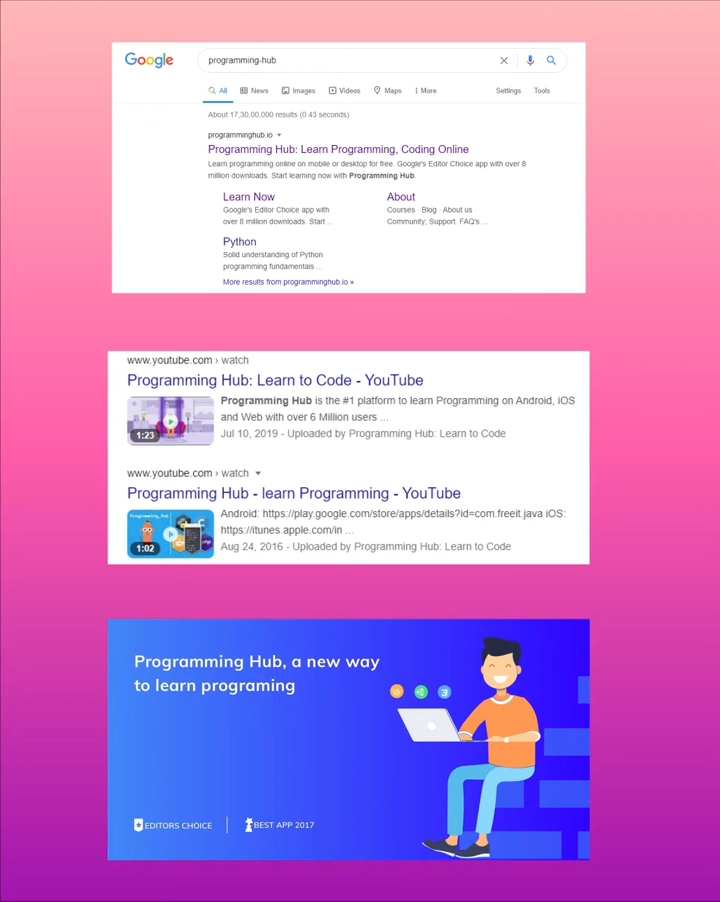 Google
programming-hub
All News Images Videos Maps More Settings Tools
About 17,30,00,000 results (0.43 seconds)
programminghub.io
Programming Hub: Learn Programming, Coding Online
Learn programming online on mobile or desktop for free. Google's Editor Choice app with over 8
million downloads. Start learning now with Programming Hub.
Learn Now
Google's Editor Choice app with
over 8 million downloads. Start ...
About
Courses · Blog · About us ·
Community; Support. FAQ's ...
Python
Solid understanding of Python
programming fundamentals ...
More results from programminghub.io »
www.youtube.com › watch
Programming Hub: Learn to Code - YouTube
1:23
Programming Hub is the #1 platform to learn Programming on Android, iOS
and Web with over 6 Million users ...
Jul 10, 2019 - Uploaded by Programming Hub: Learn to Code
www.youtube.com › watch
Programming Hub - learn Programming - YouTube
1:02
Android: https://play.google.com/store/apps/details?id=com.freeit.java iOS:
https://itunes.apple.com/in ...
Aug 24, 2016 - Uploaded by Programming Hub: Learn to Code
Programming Hub, a new way
to learn programing
EDITORS CHOICE
BEST APP 2017